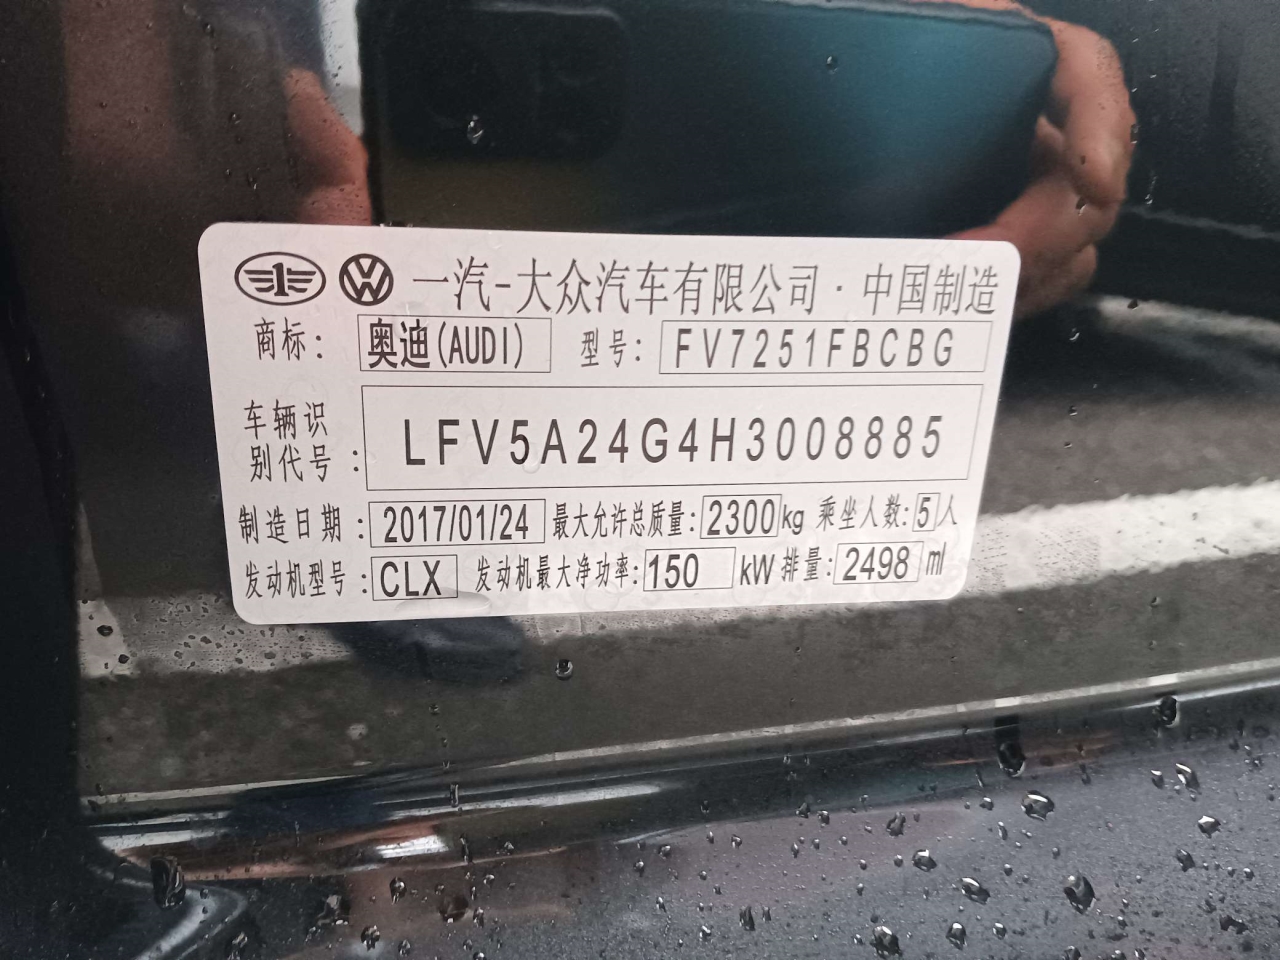 一汽-大众汽车有限公司·中国制造
商标: 奥迪(AUDI) 型号: FV7251FBCBG
车辆识
别代号: LFV5A24G4H3008885
制造日期: 2017/01/24 最大允许总质量: 2300kg 乘坐人数: 5人
发动机型号: CLX 发动机最大净功率: 150 kW 排量: 2498 ml